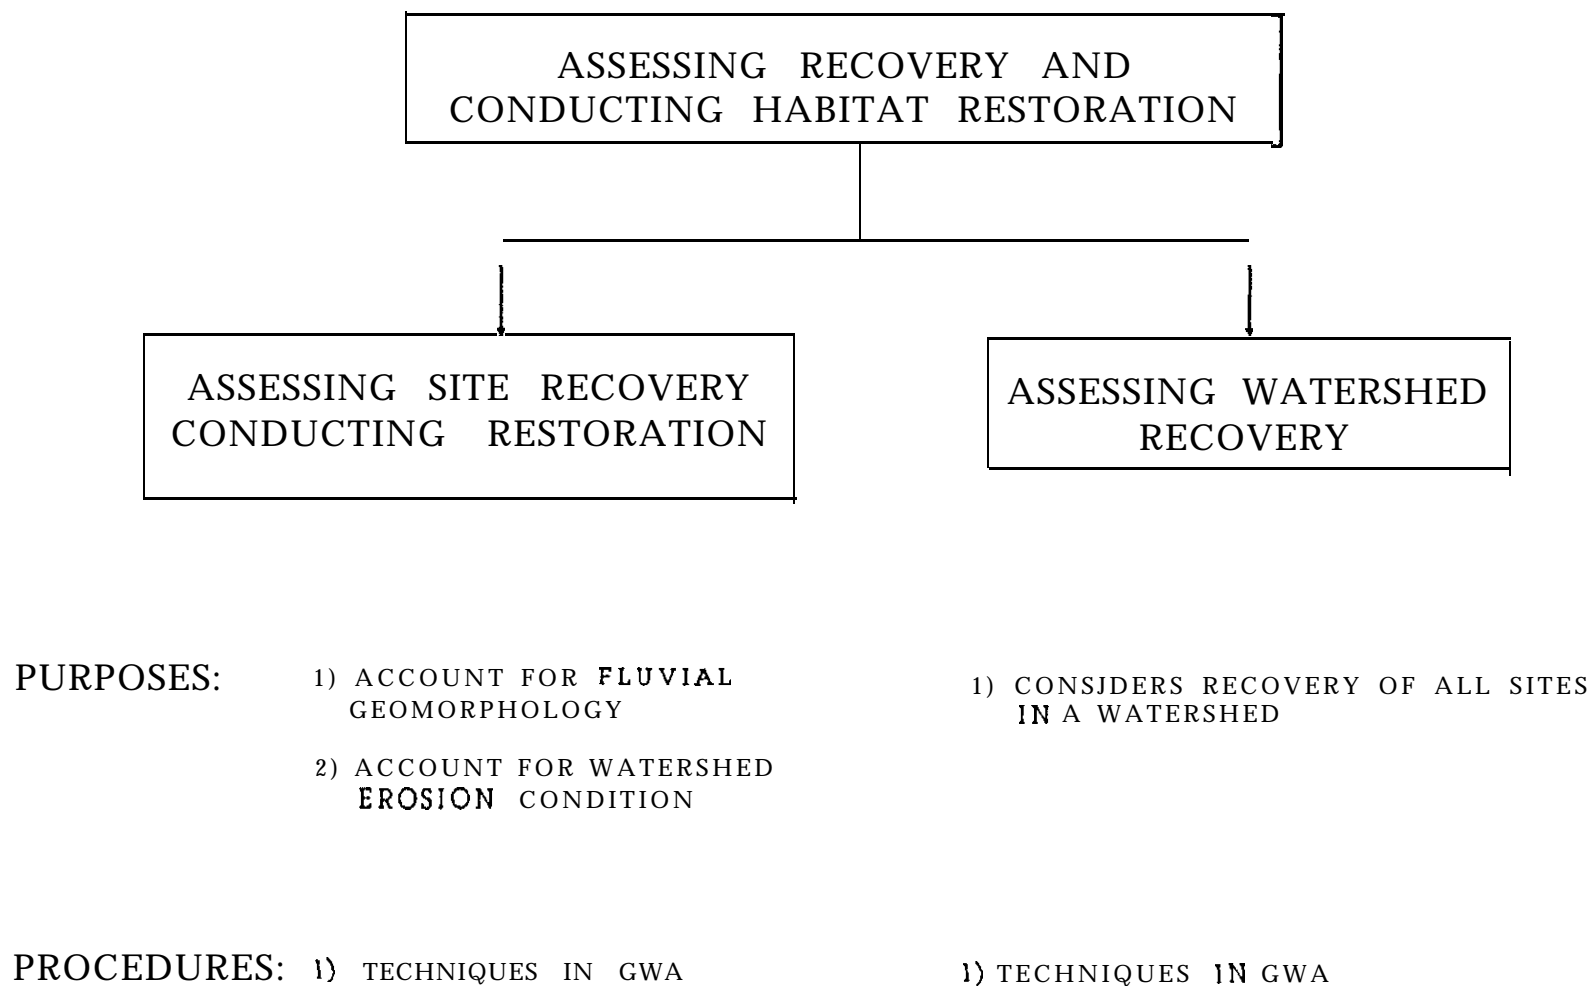 ASSESSING RECOVERY AND
CONDUCTING HABITAT RESTORATION
ASSESSING SITE RECOVERY
CONDUCTING RESTORATION
ASSESSING WATERSHED
RECOVERY
PURPOSES:
1) ACCOUNT FOR FLUVIAL
GEOMORPHOLOGY
2) ACCOUNT FOR WATERSHED
EROSION CONDITION
1) CONSJDERS RECOVERY OF ALL SITES
IN A WATERSHED
PROCEDURES:
1) TECHNIQUES IN GWA
1) TECHNIQUES IN GWA